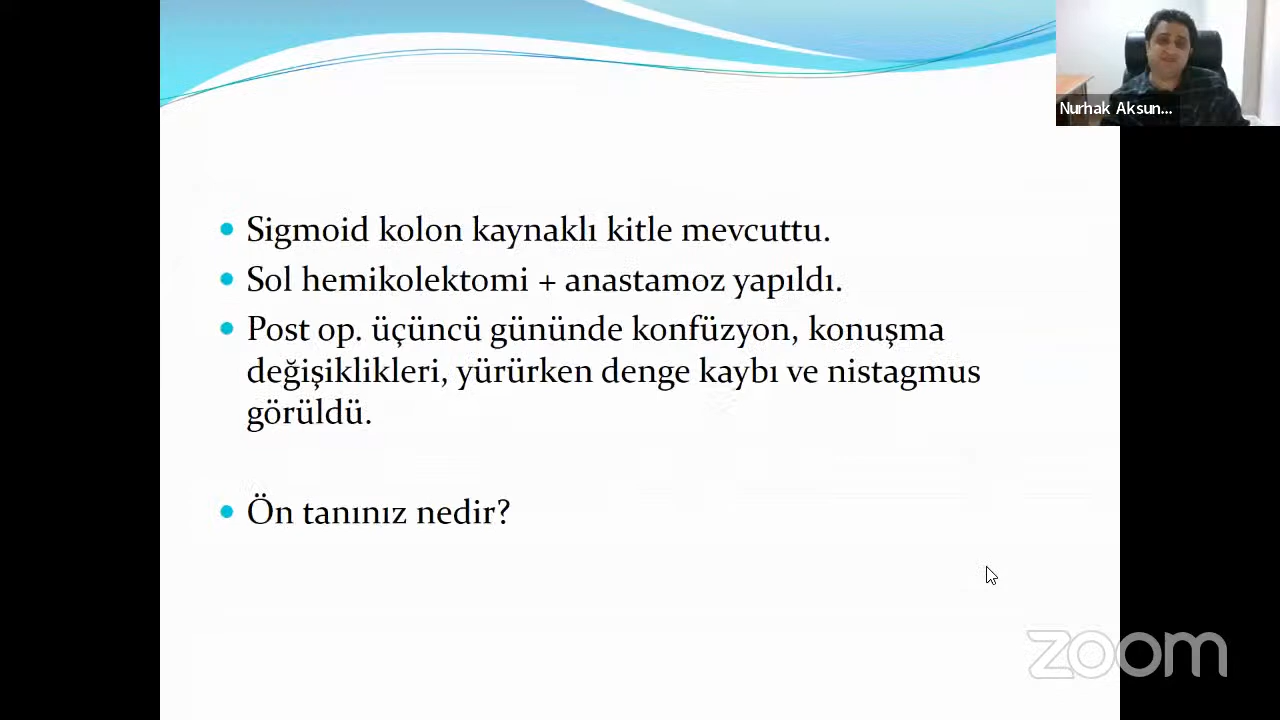 Nurhak Aksun...
Sigmoid kolon kaynaklı kitle mevcuttu.
Sol hemikolektomi + anastamoz yapıldı.
Post op. üçüncü gününde konfüzyon, konuşma
değişiklikleri, yürürken denge kaybı ve nistagmus
görüldü.
Ön tanınız nedir?
zoom